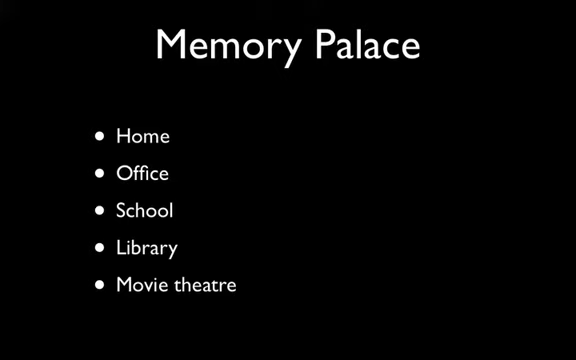 Memory Palace
• Home
• Office
• School
• Library
• Movie theatre